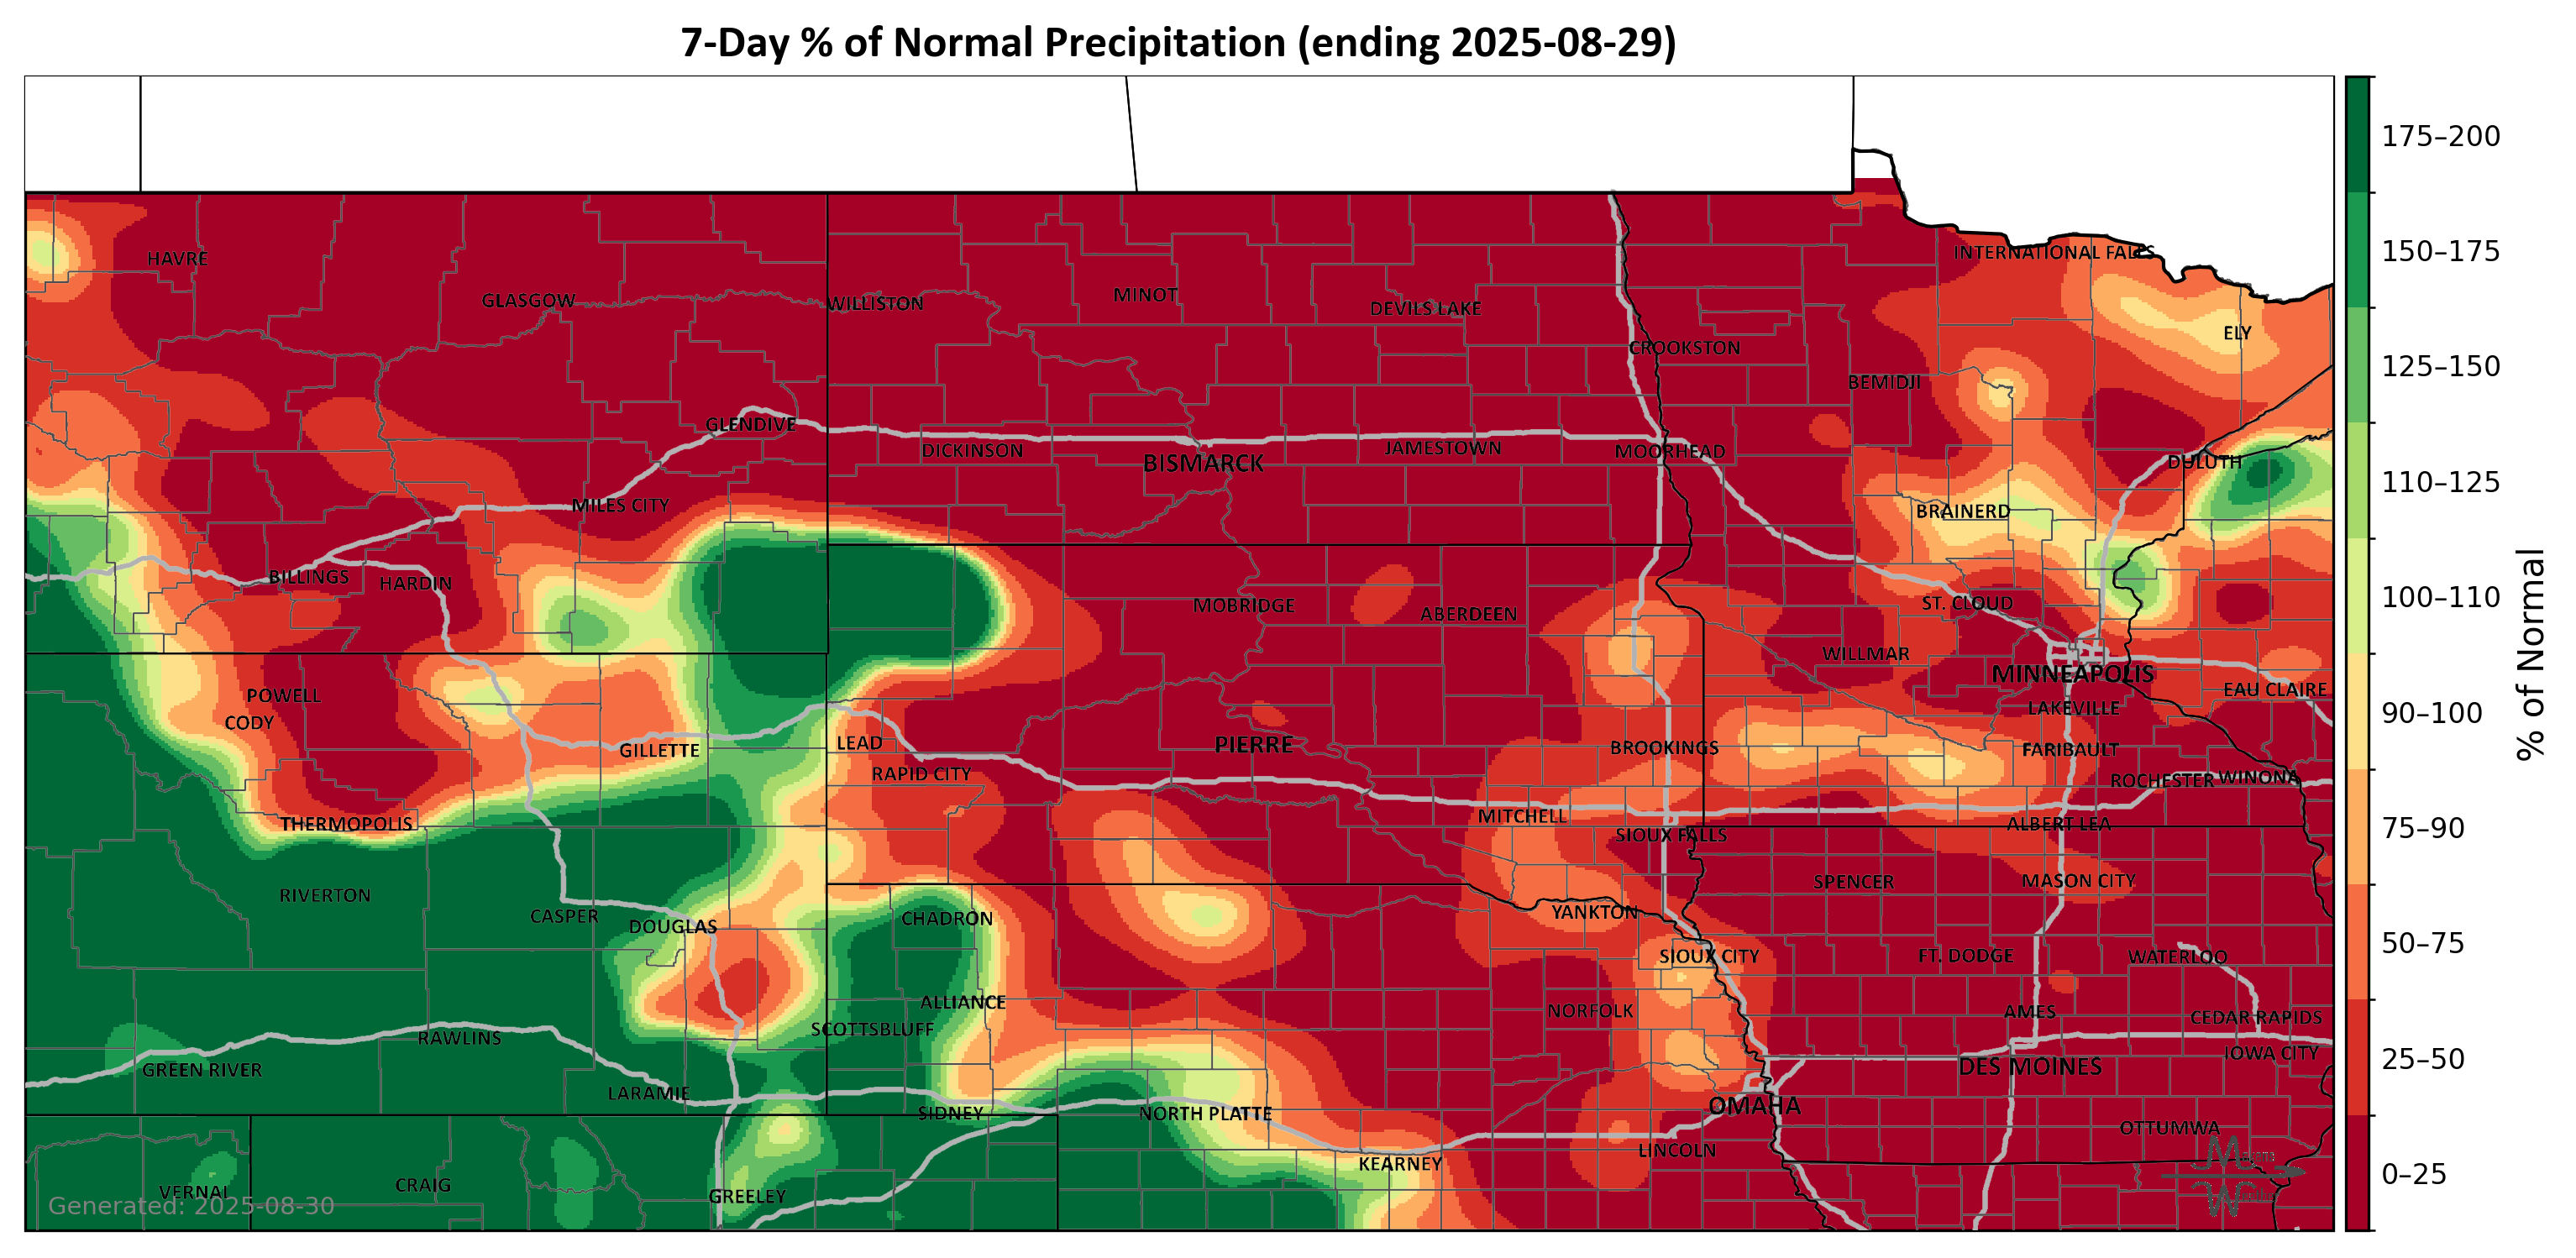 7-Day % of Normal Precipitation (ending 2025-08-29)
175–200
150–175
125–150
110–125
100–110
90–100
75–90
50–75
25–50
0–25
% of Normal
HAVRE
INTERNATIONAL FALLS
GLASGOW
WILLISTON
MINOT
DEVILS LAKE
ELY
CROOKSTON
BEMIDJI
GLENDIVE
DICKINSON
BISMARCK
JAMESTOWN
MOORHEAD
DULUTH
MILES CITY
BRAINERD
BILLINGS
HARDIN
MOBRIDGE
ABERDEEN
ST. CLOUD
WILLMAR
MINNEAPOLIS
POWELL
EAU CLAIRE
CODY
LAKEVILLE
GILLETTE
LEAD
PIERRE
BROOKINGS
FARIBAULT
RAPID CITY
ROCHESTER
WINONA
THERMOPOLIS
MITCHELL
SIOUX FALLS
ALBERT LEA
RIVERTON
SPENCER
MASON CITY
CASPER
DOUGLAS
CHADRON
YANKTON
SIOUX CITY
FT. DODGE
WATERLOO
ALLIANCE
NORFOLK
AMES
SCOTTSBLUFF
CEDAR RAPIDS
RAWLINS
IOWA CITY
GREEN RIVER
DES MOINES
LARAMIE
SIDNEY
NORTH PLATTE
OMAHA
OTTUMWA
KEARNEY
LINCOLN
VERNAL
CRAIG
GREELEY
Generated: 2025-08-30